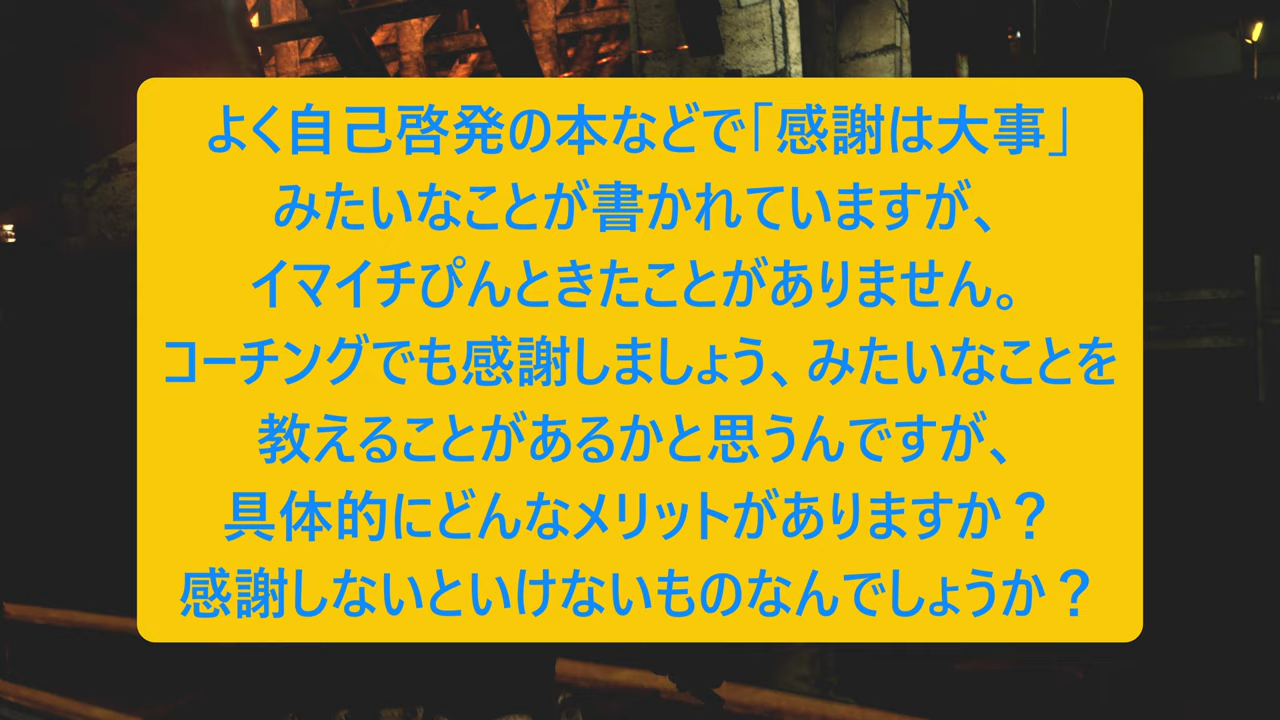 よく自己啓発の本などで「感謝は大事」
みたいなことが書かれていますが、
イマイチぴんときたことがありません。
コーチングでも感謝しましょう、みたいなことを
教えることがあるかと思うんですが、
具体的にどんなメリットがありますか？
感謝しないといけないものなんでしょうか？